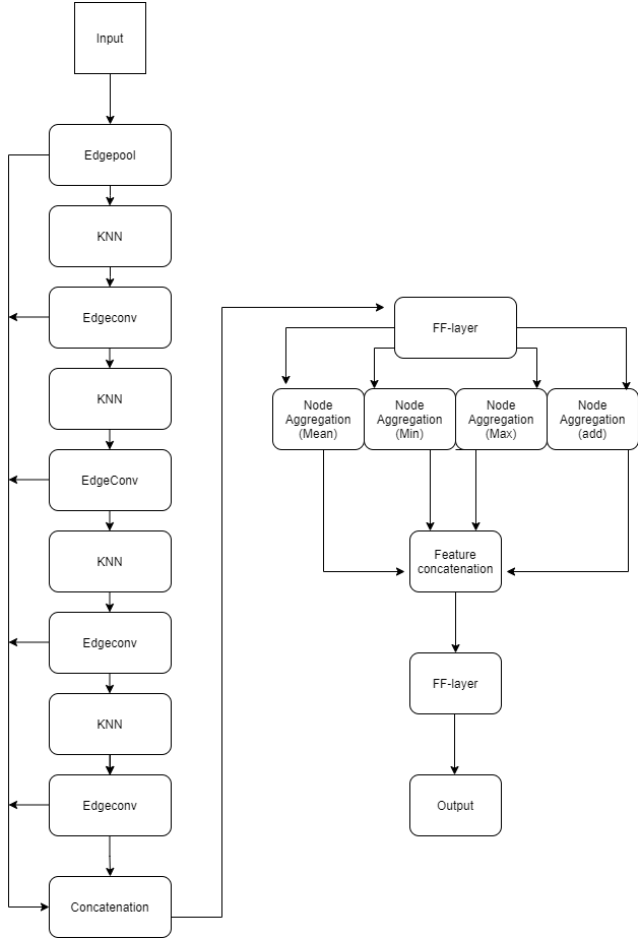 Input
Edgepool
KNN
Edgeconv
KNN
EdgeConv
KNN
Edgeconv
KNN
Edgeconv
Concatenation
FF-layer
Node
Aggregation
(Mean)
Node
Aggregation
(Min)
Node
Aggregation
(Max)
Node
Aggregation
(add)
Feature
concatenation
FF-layer
Output